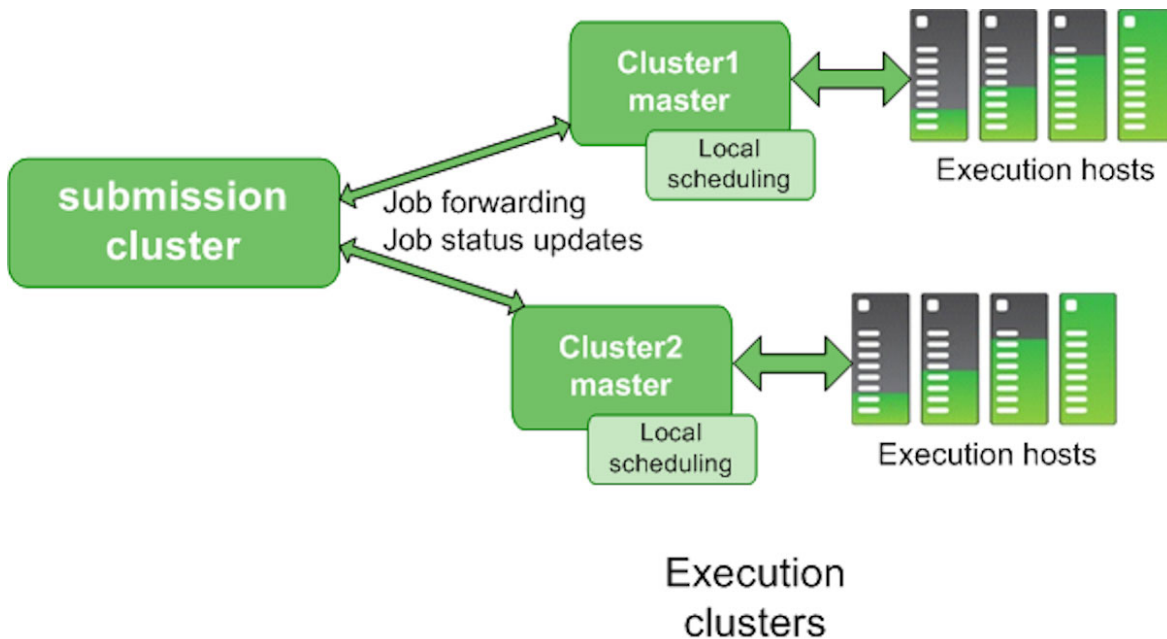 Cluster1
master
Local
scheduling
Execution hosts
submission
cluster
Job forwarding
Job status updates
Cluster2
master
Local
scheduling
Execution hosts
Execution
clusters